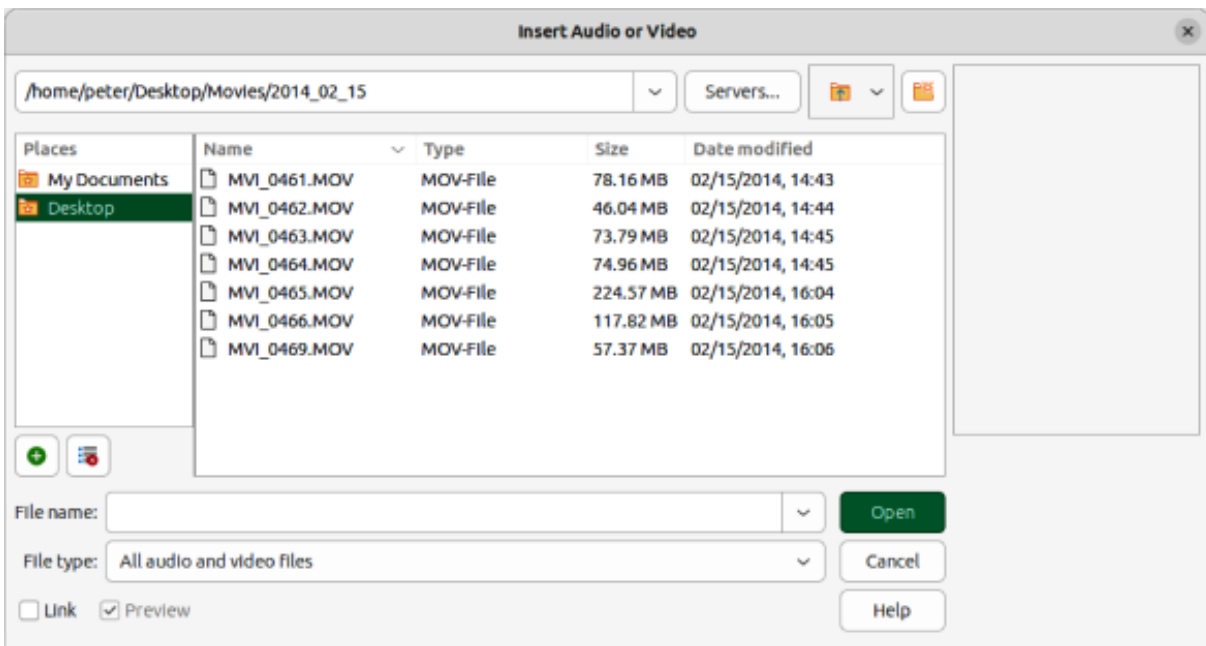 Insert Audio or Video
/home/peter/Desktop/Movies/2014_02_15 Servers...
Places Name Type Size Date modified
My Documents MVI_0461.MOV MOV-File 78.16 MB 02/15/2014, 14:43
Desktop MVI_0462.MOV MOV-File 46.04 MB 02/15/2014, 14:44
MVI_0463.MOV MOV-File 73.79 MB 02/15/2014, 14:45
MVI_0464.MOV MOV-File 74.96 MB 02/15/2014, 14:45
MVI_0465.MOV MOV-File 224.57 MB 02/15/2014, 16:04
MVI_0466.MOV MOV-File 117.82 MB 02/15/2014, 16:05
MVI_0469.MOV MOV-File 57.37 MB 02/15/2014, 16:06
File name: Open
File type: All audio and video files Cancel
Link Preview Help